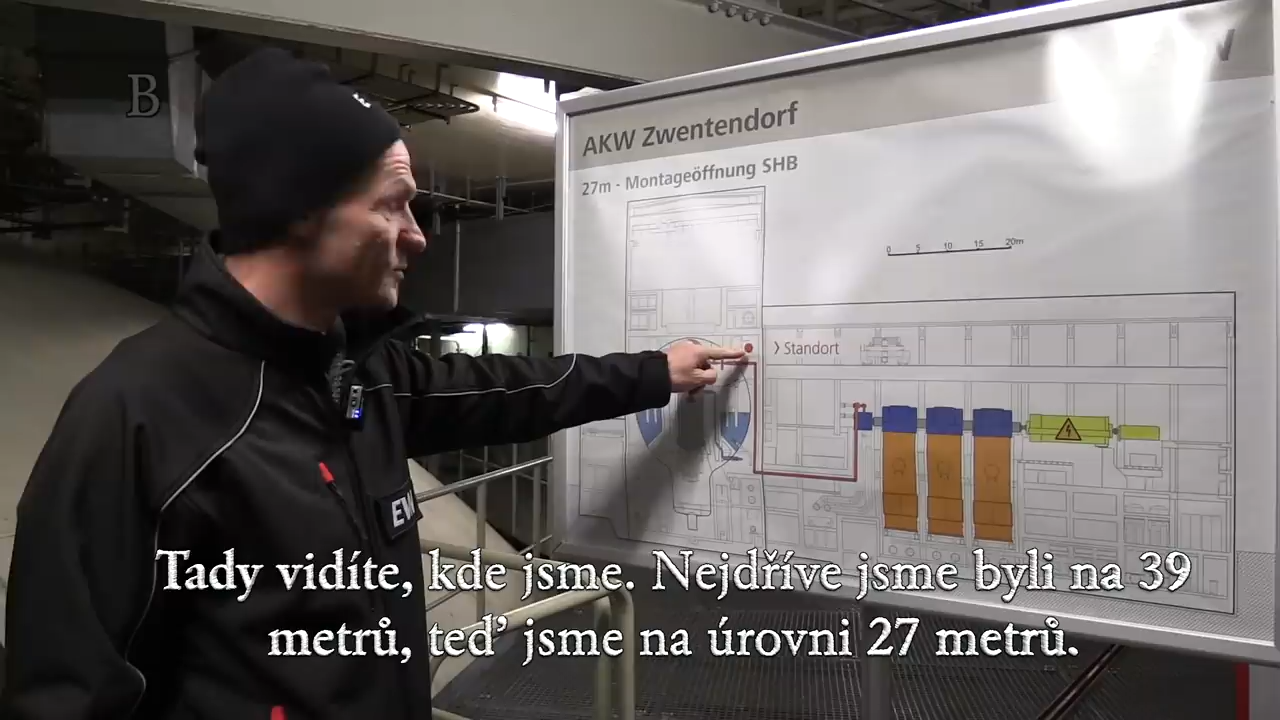 B
AKW Zwentendorf
27m - Montageöffnung SHB
0 5 10 15 20m
› Standort
Tady vidíte, kde jsme. Nejdříve jsme byli na 39
metrů, teď jsme na úrovni 27 metrů.